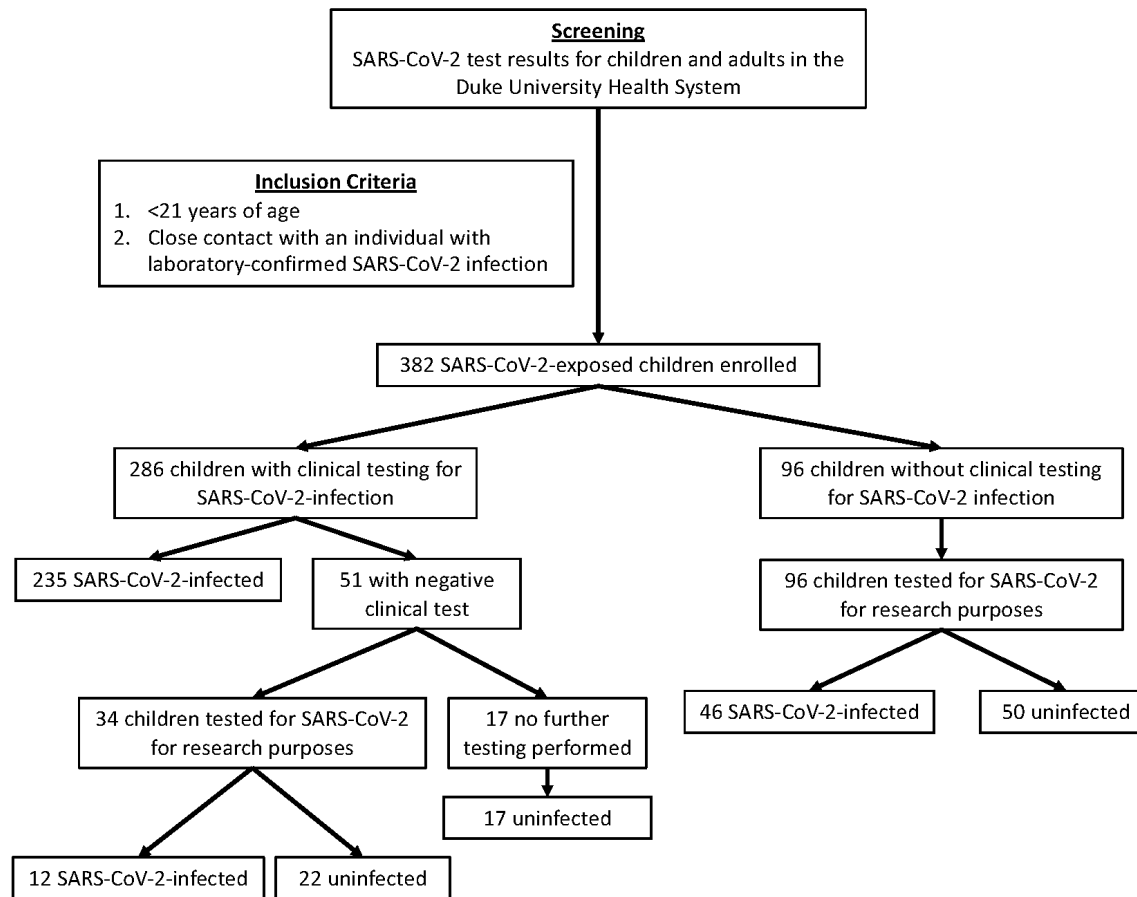 Screening
SARS-CoV-2 test results for children and adults in the
Duke University Health System
Inclusion Criteria
1. <21 years of age
2. Close contact with an individual with
laboratory-confirmed SARS-CoV-2 infection
382 SARS-CoV-2-exposed children enrolled
286 children with clinical testing for
SARS-CoV-2-infection
96 children without clinical testing
for SARS-CoV-2 infection
235 SARS-CoV-2-infected
51 with negative
clinical test
96 children tested for SARS-CoV-2
for research purposes
34 children tested for SARS-CoV-2
for research purposes
17 no further
testing performed
46 SARS-CoV-2-infected
50 uninfected
17 uninfected
12 SARS-CoV-2-infected
22 uninfected